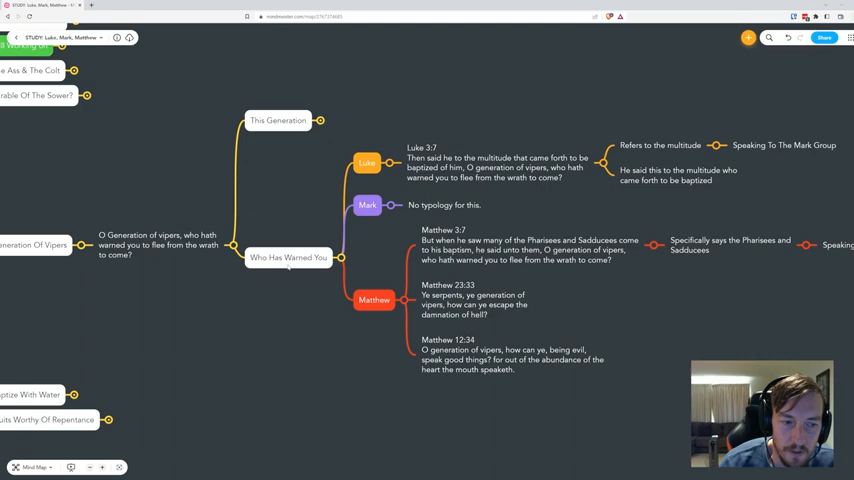 STUDY: Luke, Mark, Matthew - M
mindmeister.com/map/2767374685
STUDY: Luke, Mark, Matthew
Share
a Working on
e Ass & The Colt
rable Of The Sower?
This Generation
Luke
Luke 3:7
Then said he to the multitude that came forth to be
baptized of him, O generation of vipers, who hath
warned you to flee from the wrath to come?
Refers to the multitude
Speaking To The Mark Group
He said this to the multitude who
came forth to be baptized
Mark
No typology for this.
eneration Of Vipers
O Generation of vipers, who hath
warned you to flee from the wrath
to come?
Who Has Warned You
Matthew
Matthew 3:7
But when he saw many of the Pharisees and Sadducees come
to his baptism, he said unto them, O generation of vipers,
who hath warned you to flee from the wrath to come?
Specifically says the Pharisees and
Sadducees
Speaking
Matthew 23:33
Ye serpents, ye generation of
vipers, how can ye escape the
damnation of hell?
Matthew 12:34
O generation of vipers, how can ye, being evil,
speak good things? for out of the abundance of the
heart the mouth speaketh.
ptize With Water
uits Worthy Of Repentance
Mind Map